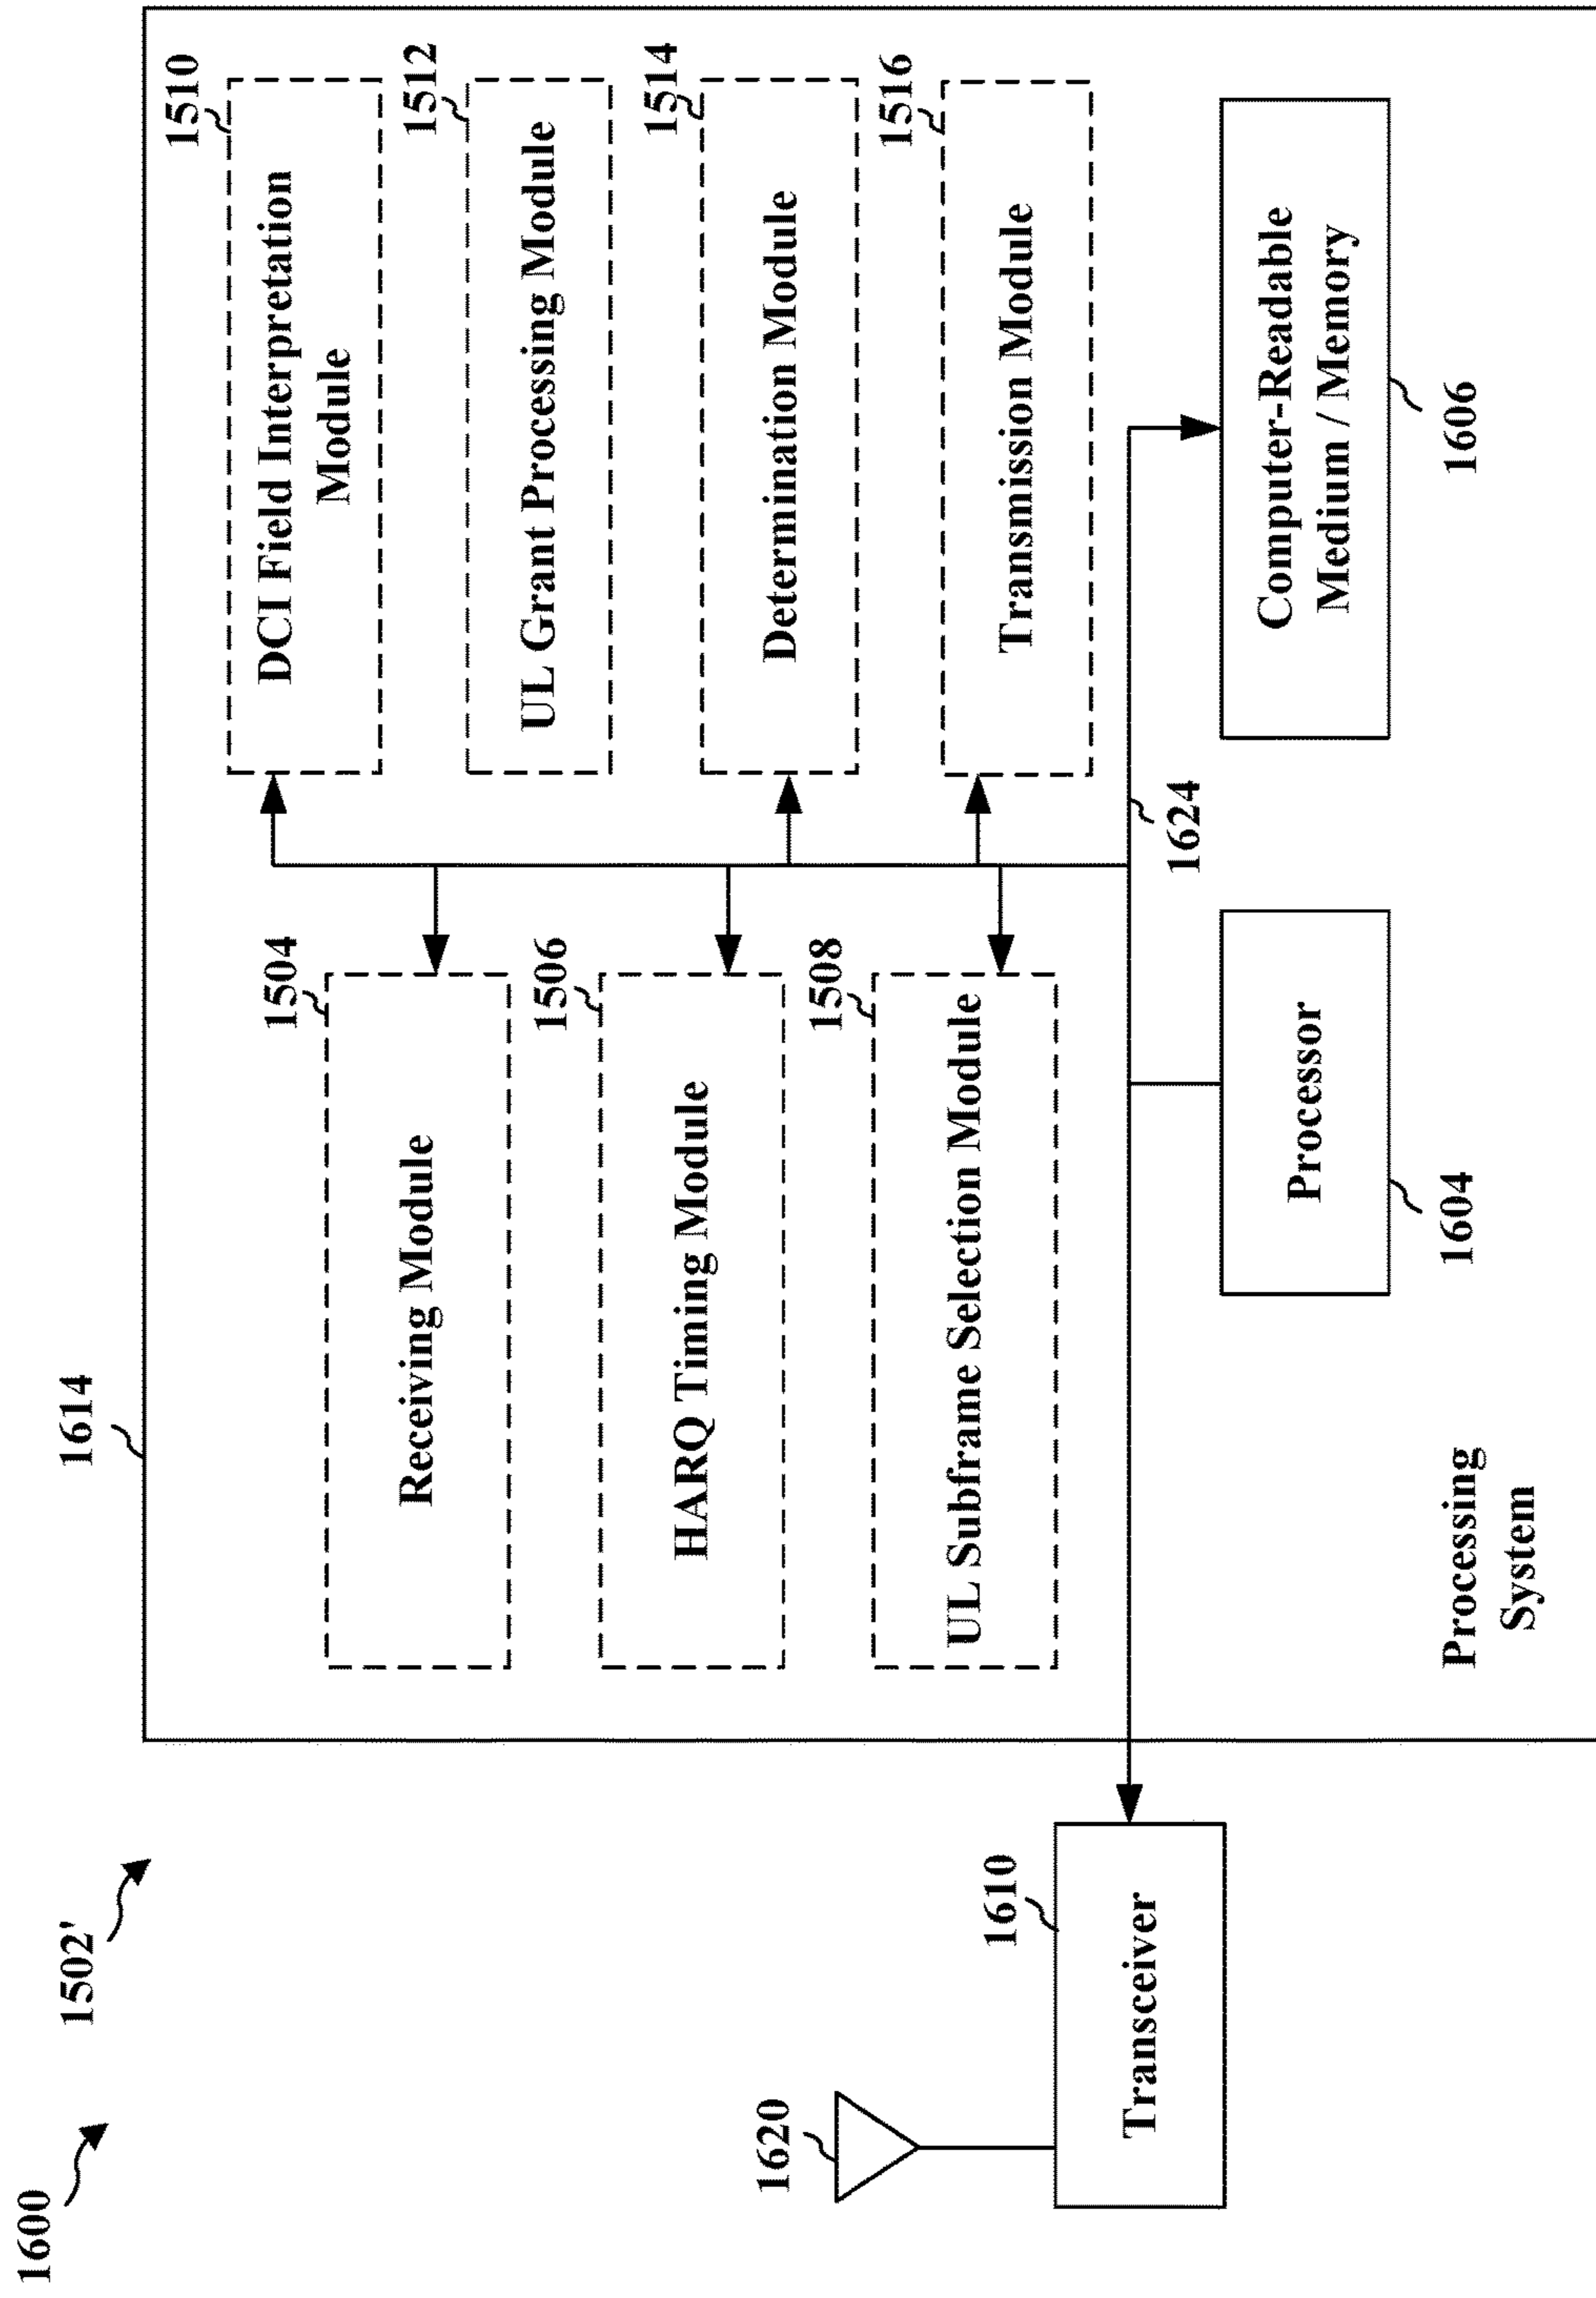 1600
1502'
1614
1504
Receiving Module
1506
HARQ Timing Module
1508
UL Subframe Selection Module
1510
DCI Field Interpretation
Module
1512
UL Grant Processing Module
1514
Determination Module
1516
Transmission Module
1620
1610
Transceiver
1624
Processor
1604
Computer-Readable
Medium / Memory
1606
Processing
System